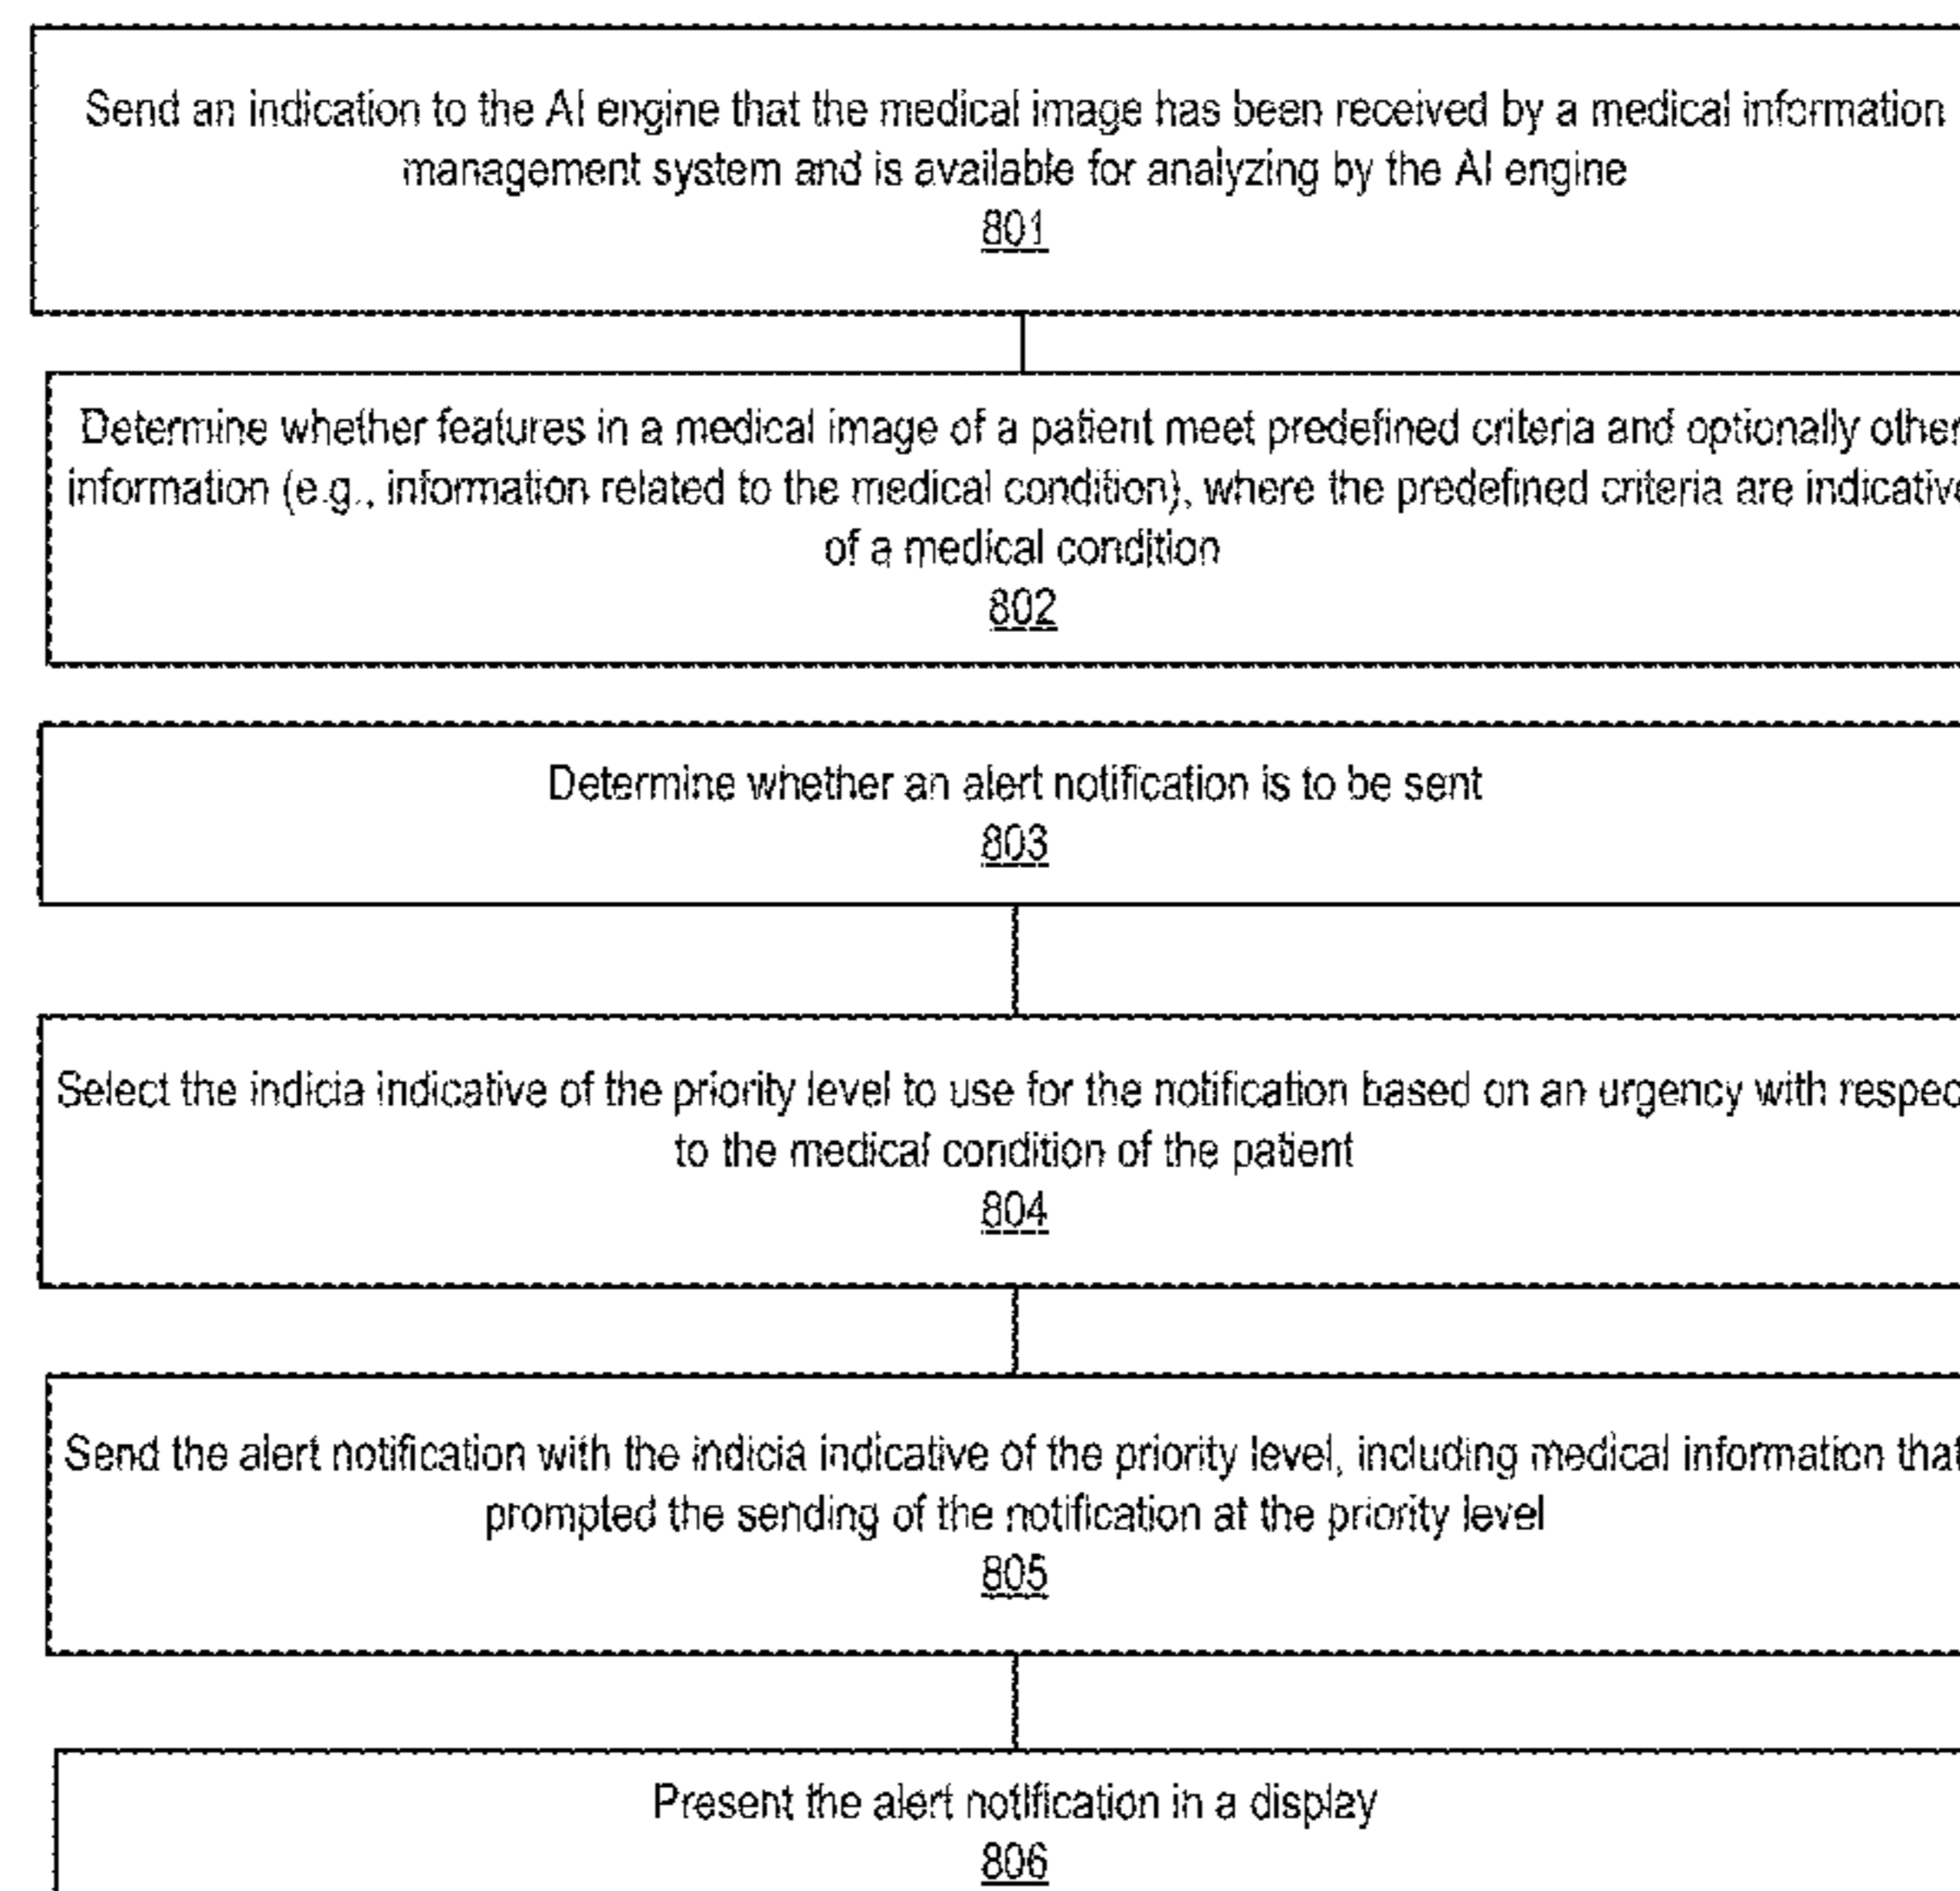 Send an indication to the AI engine that the medical image has been received by a medical information
management system and is available for analyzing by the AI engine
801
Determine whether features in a medical image of a patient meet predefined criteria and optionally other
information (e.g., information related to the medical condition), where the predefined criteria are indicative
of a medical condition
802
Determine whether an alert notification is to be sent
803
Select the indicia indicative of the priority level to use for the notification based on an urgency with respec
to the medical condition of the patient
804
Send the alert notification with the indicia indicative of the priority level, including medical information that
prompted the sending of the notification at the priority level
805
Present the alert notification in a display
806